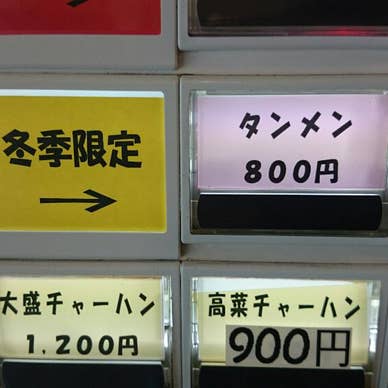 冬季限定
→
タンメン
800円
大盛チャーハン
1,200円
高菜チャーハン
900円